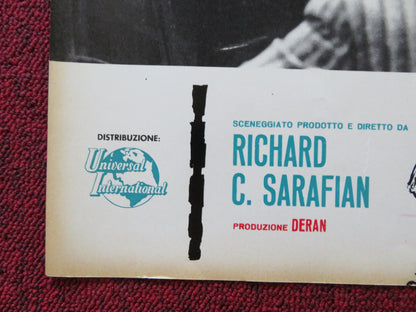 DISTRIBUZIONE:
Universal
International
SCENEGGIATO PRODOTTO E DIRETTO DA
RICHARD
C. SARAFIAN
PRODUZIONE DERAN